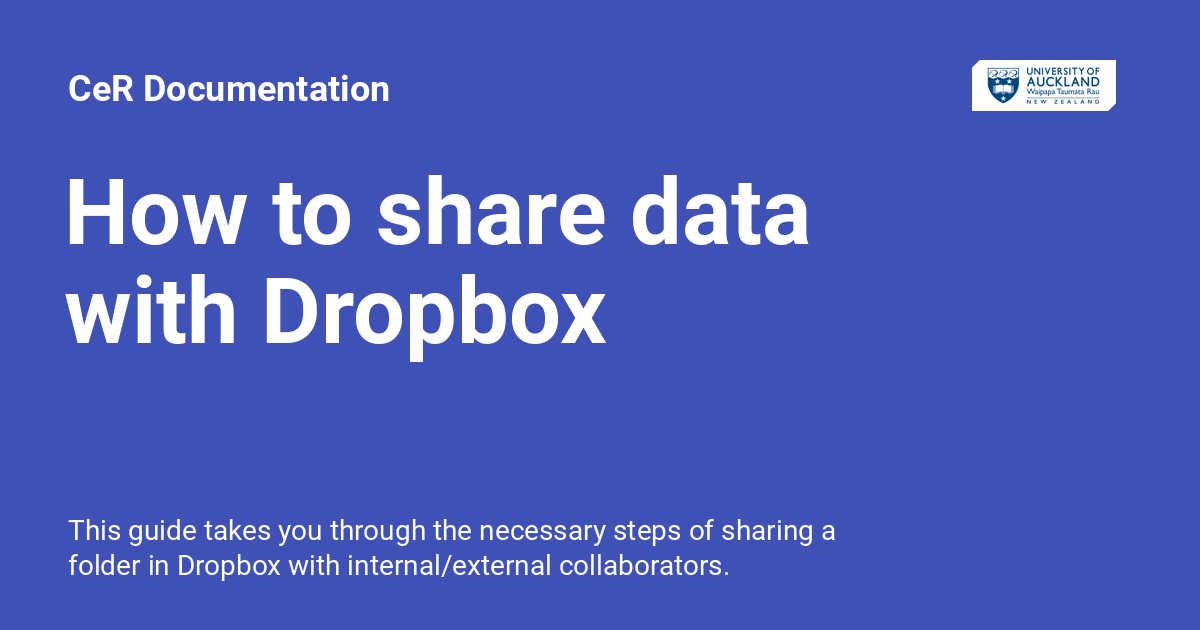 CeR Documentation
UNIVERSITY OF
AUCKLAND
Waipapa Taumata Rau
NEW ZEALAND
How to share data
with Dropbox
This guide takes you through the necessary steps of sharing a
folder in Dropbox with internal/external collaborators.